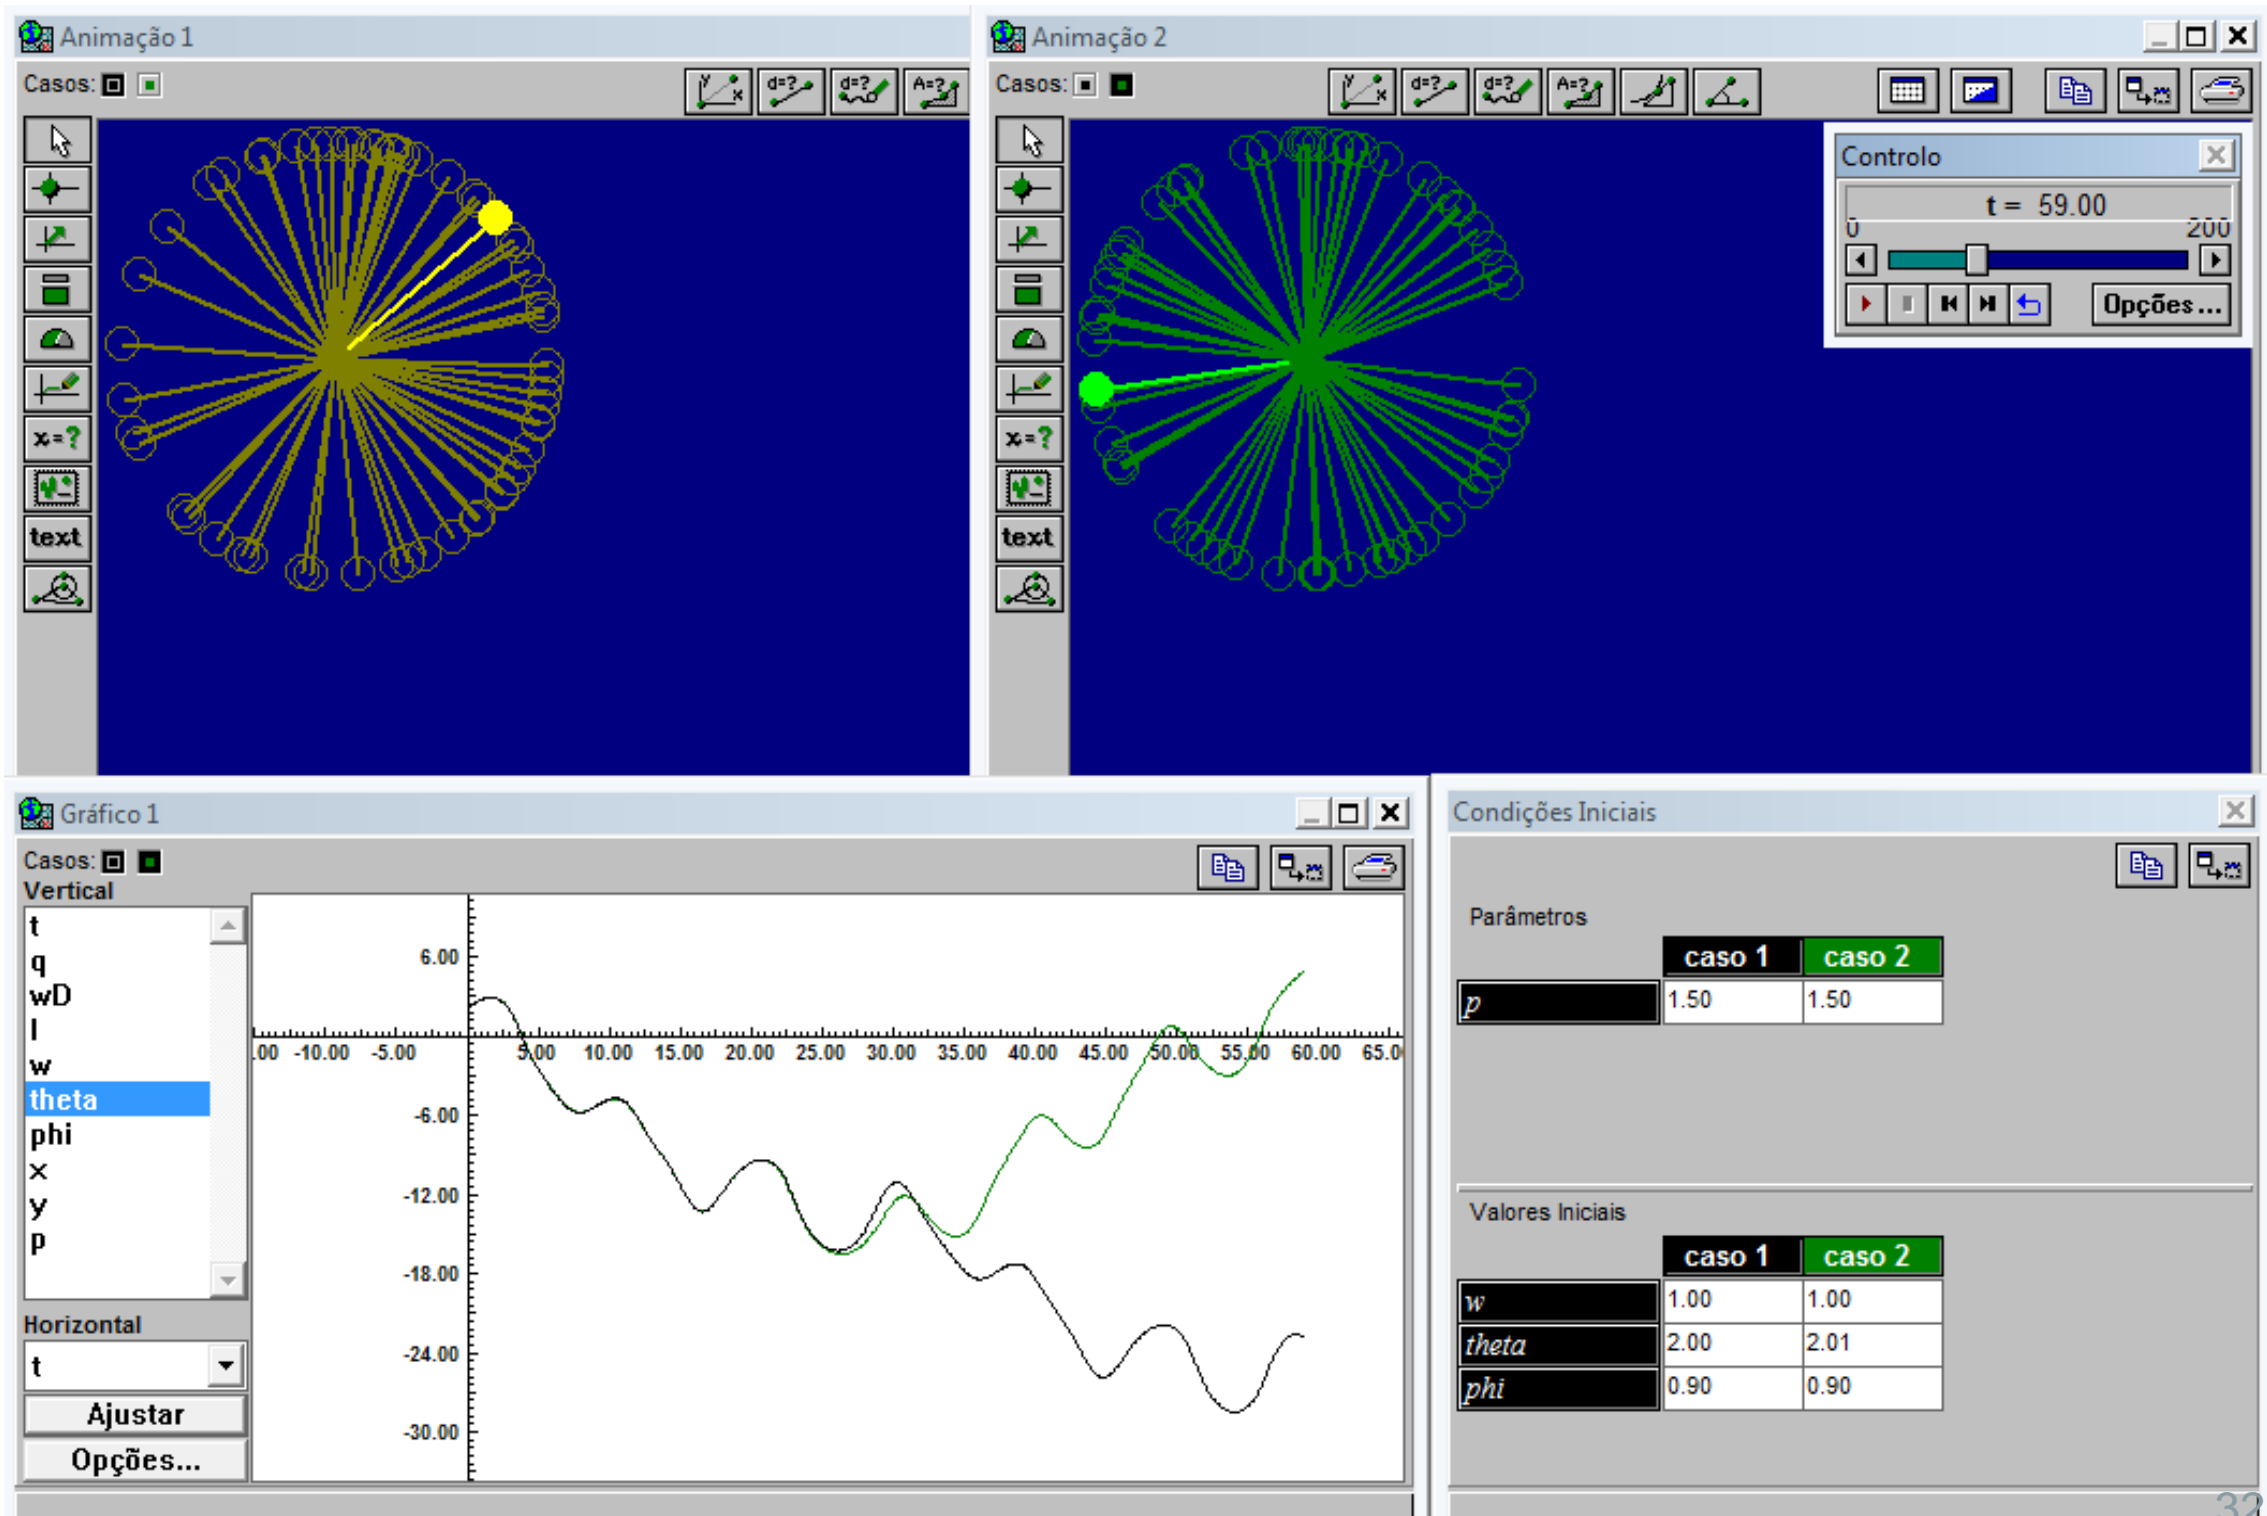 Animação 1
Casos:
y x
d=?
d=?
A=?
x=?
text
Animação 2
Casos:
y x
d=?
d=?
A=?
x=?
text
Controlo
t = 59.00
0 200
Opções...
Gráfico 1
Casos:
Vertical
t
q
wD
l
w
theta
phi
x
y
p
Horizontal
t
Ajustar
Opções...
6.00
.00 -10.00 -5.00 5.00 10.00 15.00 20.00 25.00 30.00 35.00 40.00 45.00 50.00 55.00 60.00 65.0
-6.00
-12.00
-18.00
-24.00
-30.00
Condições Iniciais
Parâmetros
caso 1 caso 2
p 1.50 1.50
Valores Iniciais
caso 1 caso 2
w 1.00 1.00
theta 2.00 2.01
phi 0.90 0.90
32